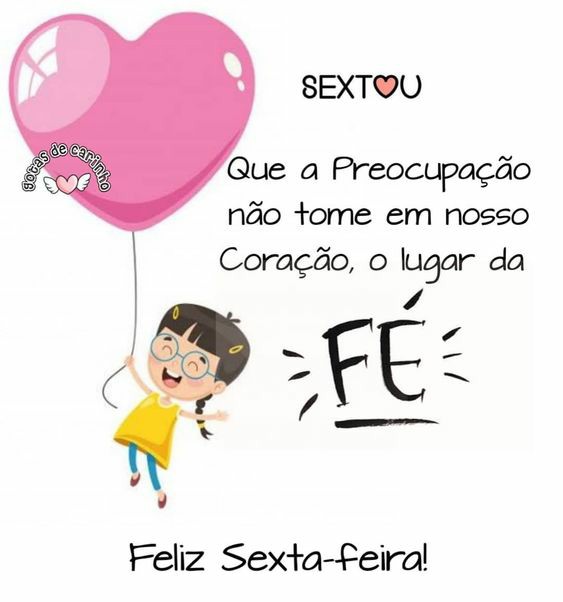 SEXTOU
gotas de carinho
Que a Preocupação
não tome em nosso
Coração, o lugar da
FÉ
Feliz Sexta-feira!